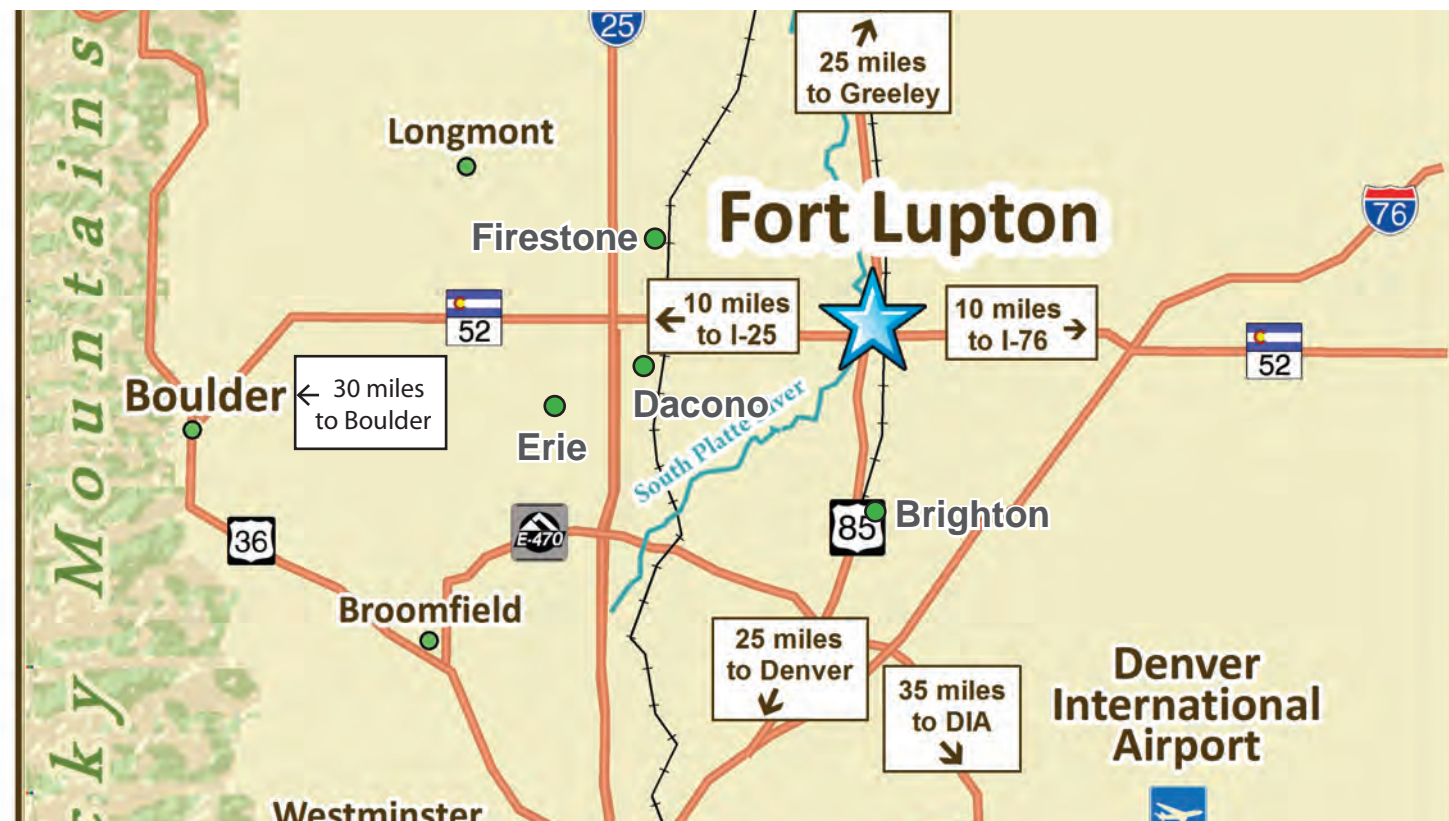 25
25 miles
to Greeley
Longmont
Fort Lupton
76
Firestone
10 miles
to I-25
10 miles
to I-76
52
52
Boulder
30 miles
to Boulder
Dacono
Erie
South Platte River
85
Brighton
36
E-470
Broomfield
25 miles
to Denver
35 miles
to DIA
Denver
International
Airport
Westminster
cky Mountains